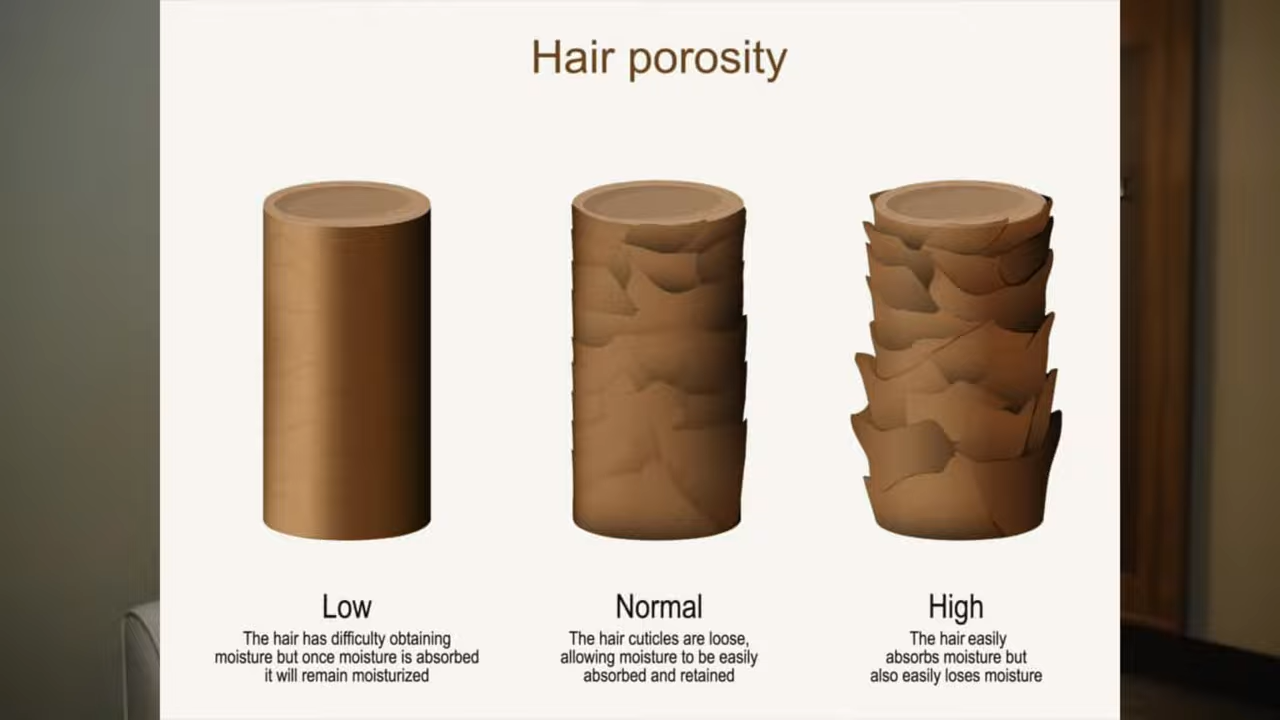 Hair porosity
Low
The hair has difficulty obtaining
moisture but once moisture is absorbed
it will remain moisturized
Normal
The hair cuticles are loose,
allowing moisture to be easily
absorbed and retained
High
The hair easily
absorbs moisture but
also easily loses moisture